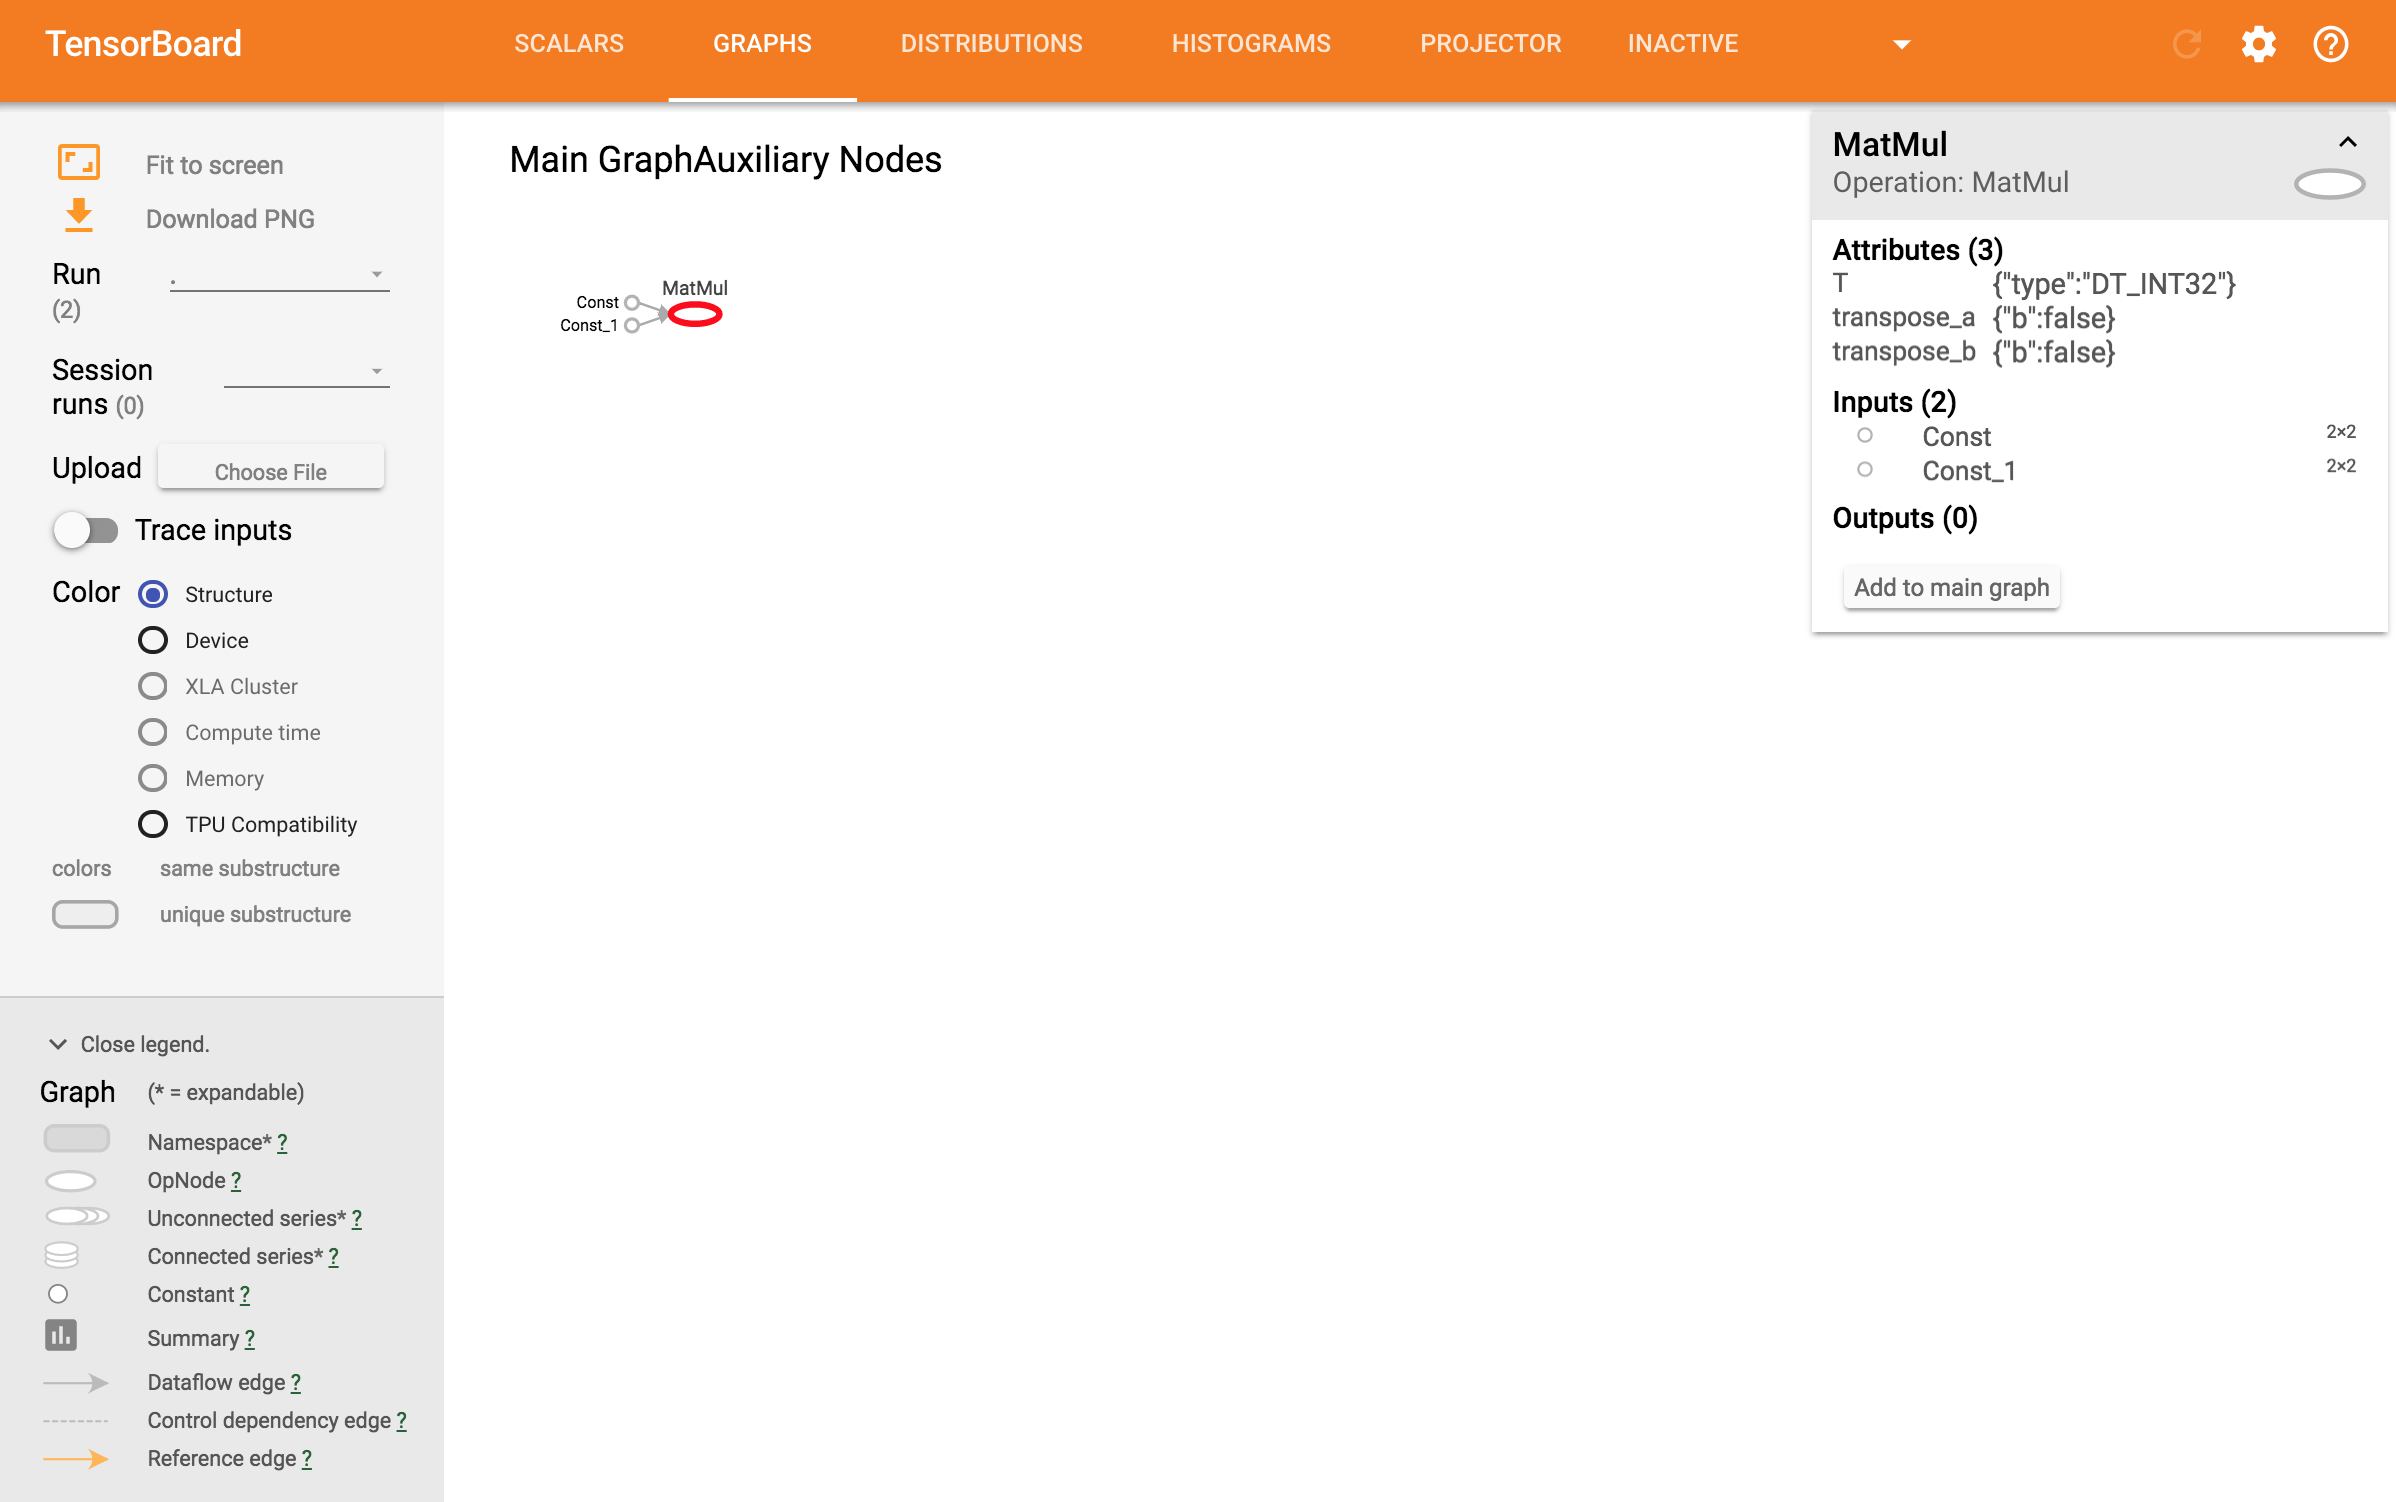 TensorBoard
SCALARS GRAPHS DISTRIBUTIONS HISTOGRAMS PROJECTOR INACTIVE
Fit to screen
Download PNG
Run
(2)
.
Session
runs (0)
Upload Choose File
Trace inputs
Color Structure
Device
XLA Cluster
Compute time
Memory
TPU Compatibility
colors same substructure
unique substructure
Close legend.
Graph (* = expandable)
Namespace* ?
OpNode ?
Unconnected series* ?
Connected series* ?
Constant ?
Summary ?
Dataflow edge ?
Control dependency edge ?
Reference edge ?
Main GraphAuxiliary Nodes
MatMul
Const
Const_1
MatMul
Operation: MatMul
Attributes (3)
T {"type":"DT_INT32"}
transpose_a {"b":false}
transpose_b {"b":false}
Inputs (2)
Const 2×2
Const_1 2×2
Outputs (0)
Add to main graph